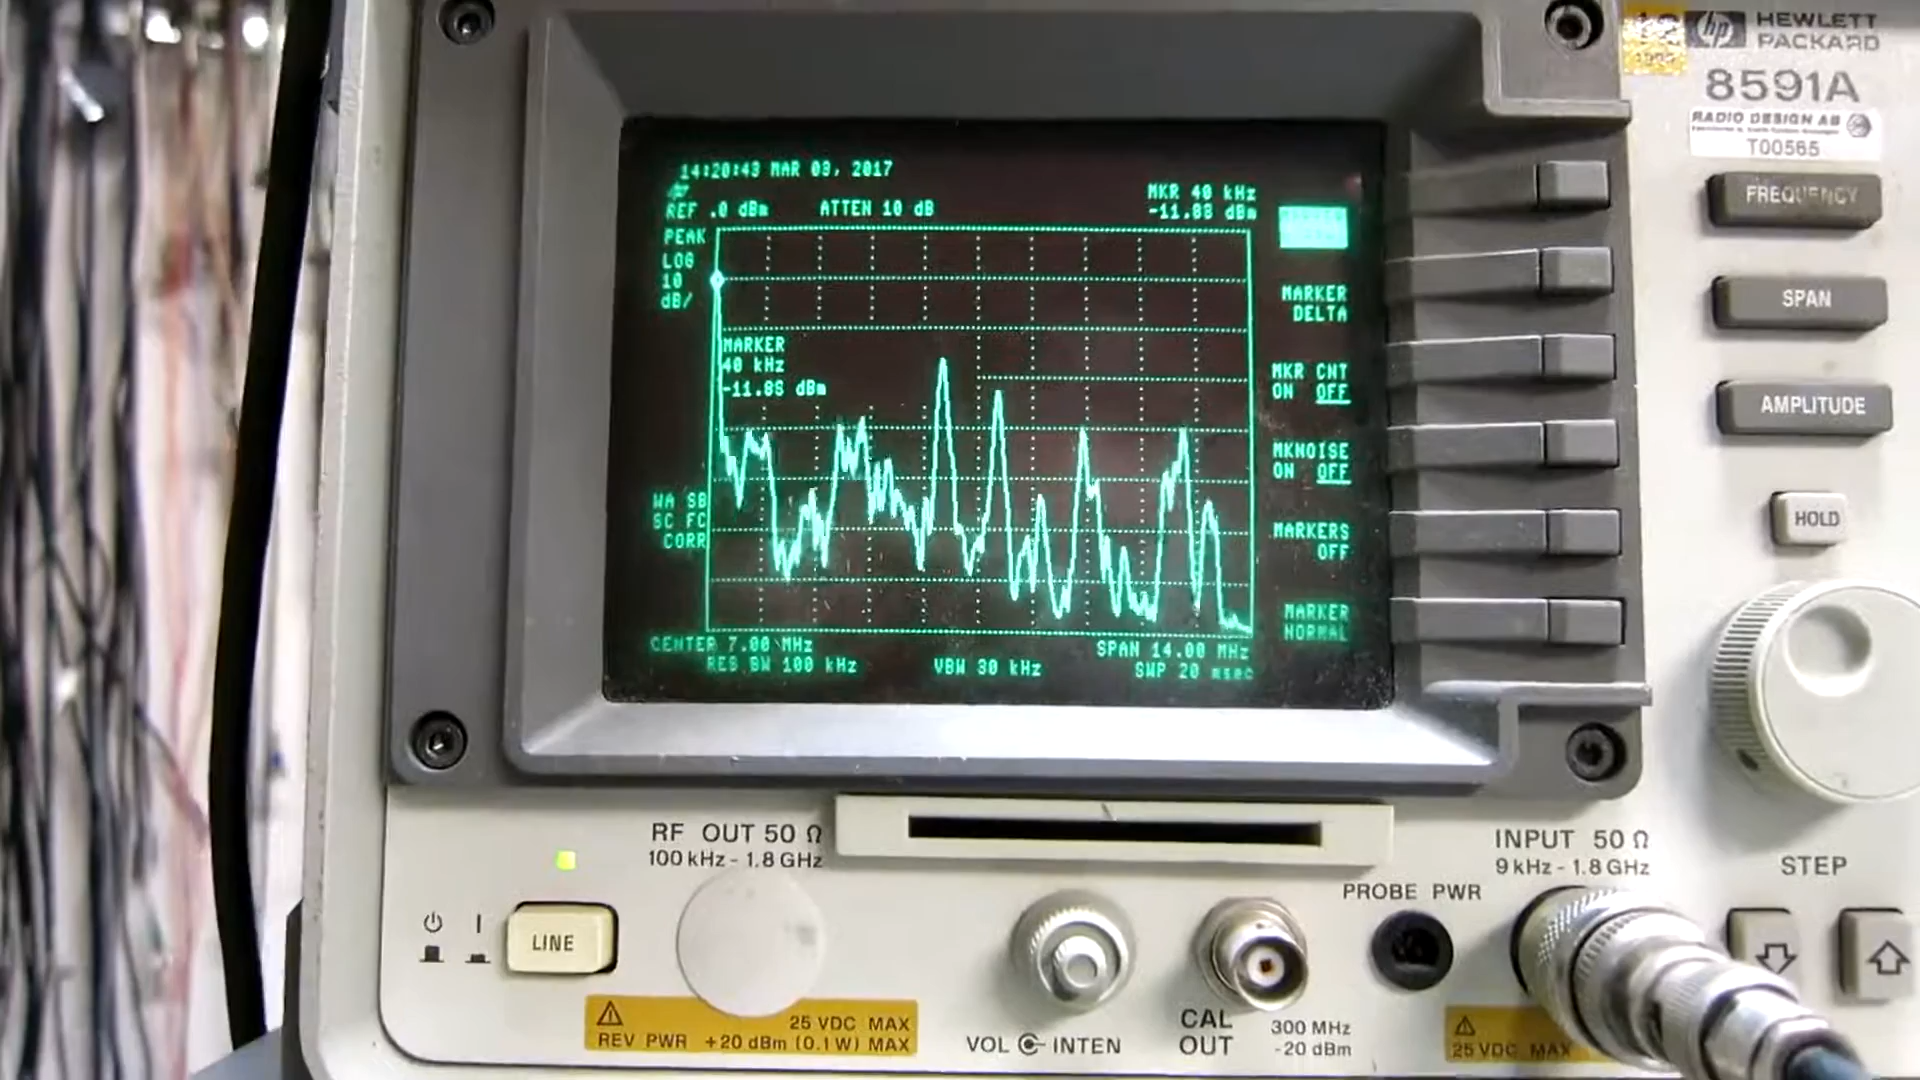 14:20:43 MAR 03, 2017
REF .0 dBm ATTEN 10 dB
MKR 40 kHz
-11.88 dBm
PEAK
LOG
10
dB/
MARKER
40 kHz
-11.88 dBm
WA SB
SC FC
CORR
CENTER 7.00 MHz
SPAN 14.00 MHz
RES BW 100 kHz
VBW 30 kHz
SWP 20 msec
MARKER
DELTA
MKR CNT
ON OFF
MKNOISE
ON OFF
MARKERS
OFF
MARKER
NORMAL
hp
HEWLETT
PACKARD
8591A
RADIO DESIGN AB
T00565
FREQUENCY
SPAN
AMPLITUDE
HOLD
STEP
RF OUT 50 Ω
100 kHz - 1.8 GHz
LINE
25 VDC MAX
REV PWR +20 dBm (0.1 W) MAX
VOL INTEN
CAL
OUT
300 MHz
-20 dBm
PROBE PWR
INPUT 50 Ω
9 kHz - 1.8 GHz
25 VDC MAX